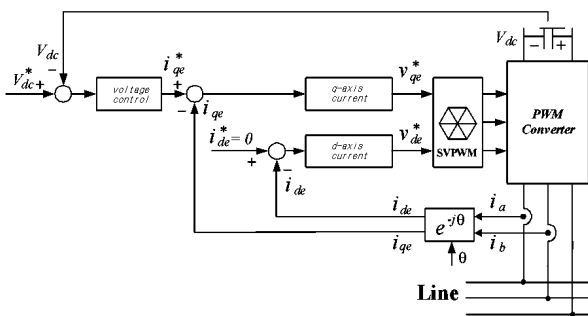 V_dc
V_dc
− +
−
V_dc^* +
voltage
control
i_qe^*
+
−
i_qe
q-axis
current
v_qe^*
PWM
Converter
SVPWM
i_de^* = 0
+
−
i_de
d-axis
current
v_de^*
i_de
i_qe
e^-jθ
θ
i_a
i_b
Line